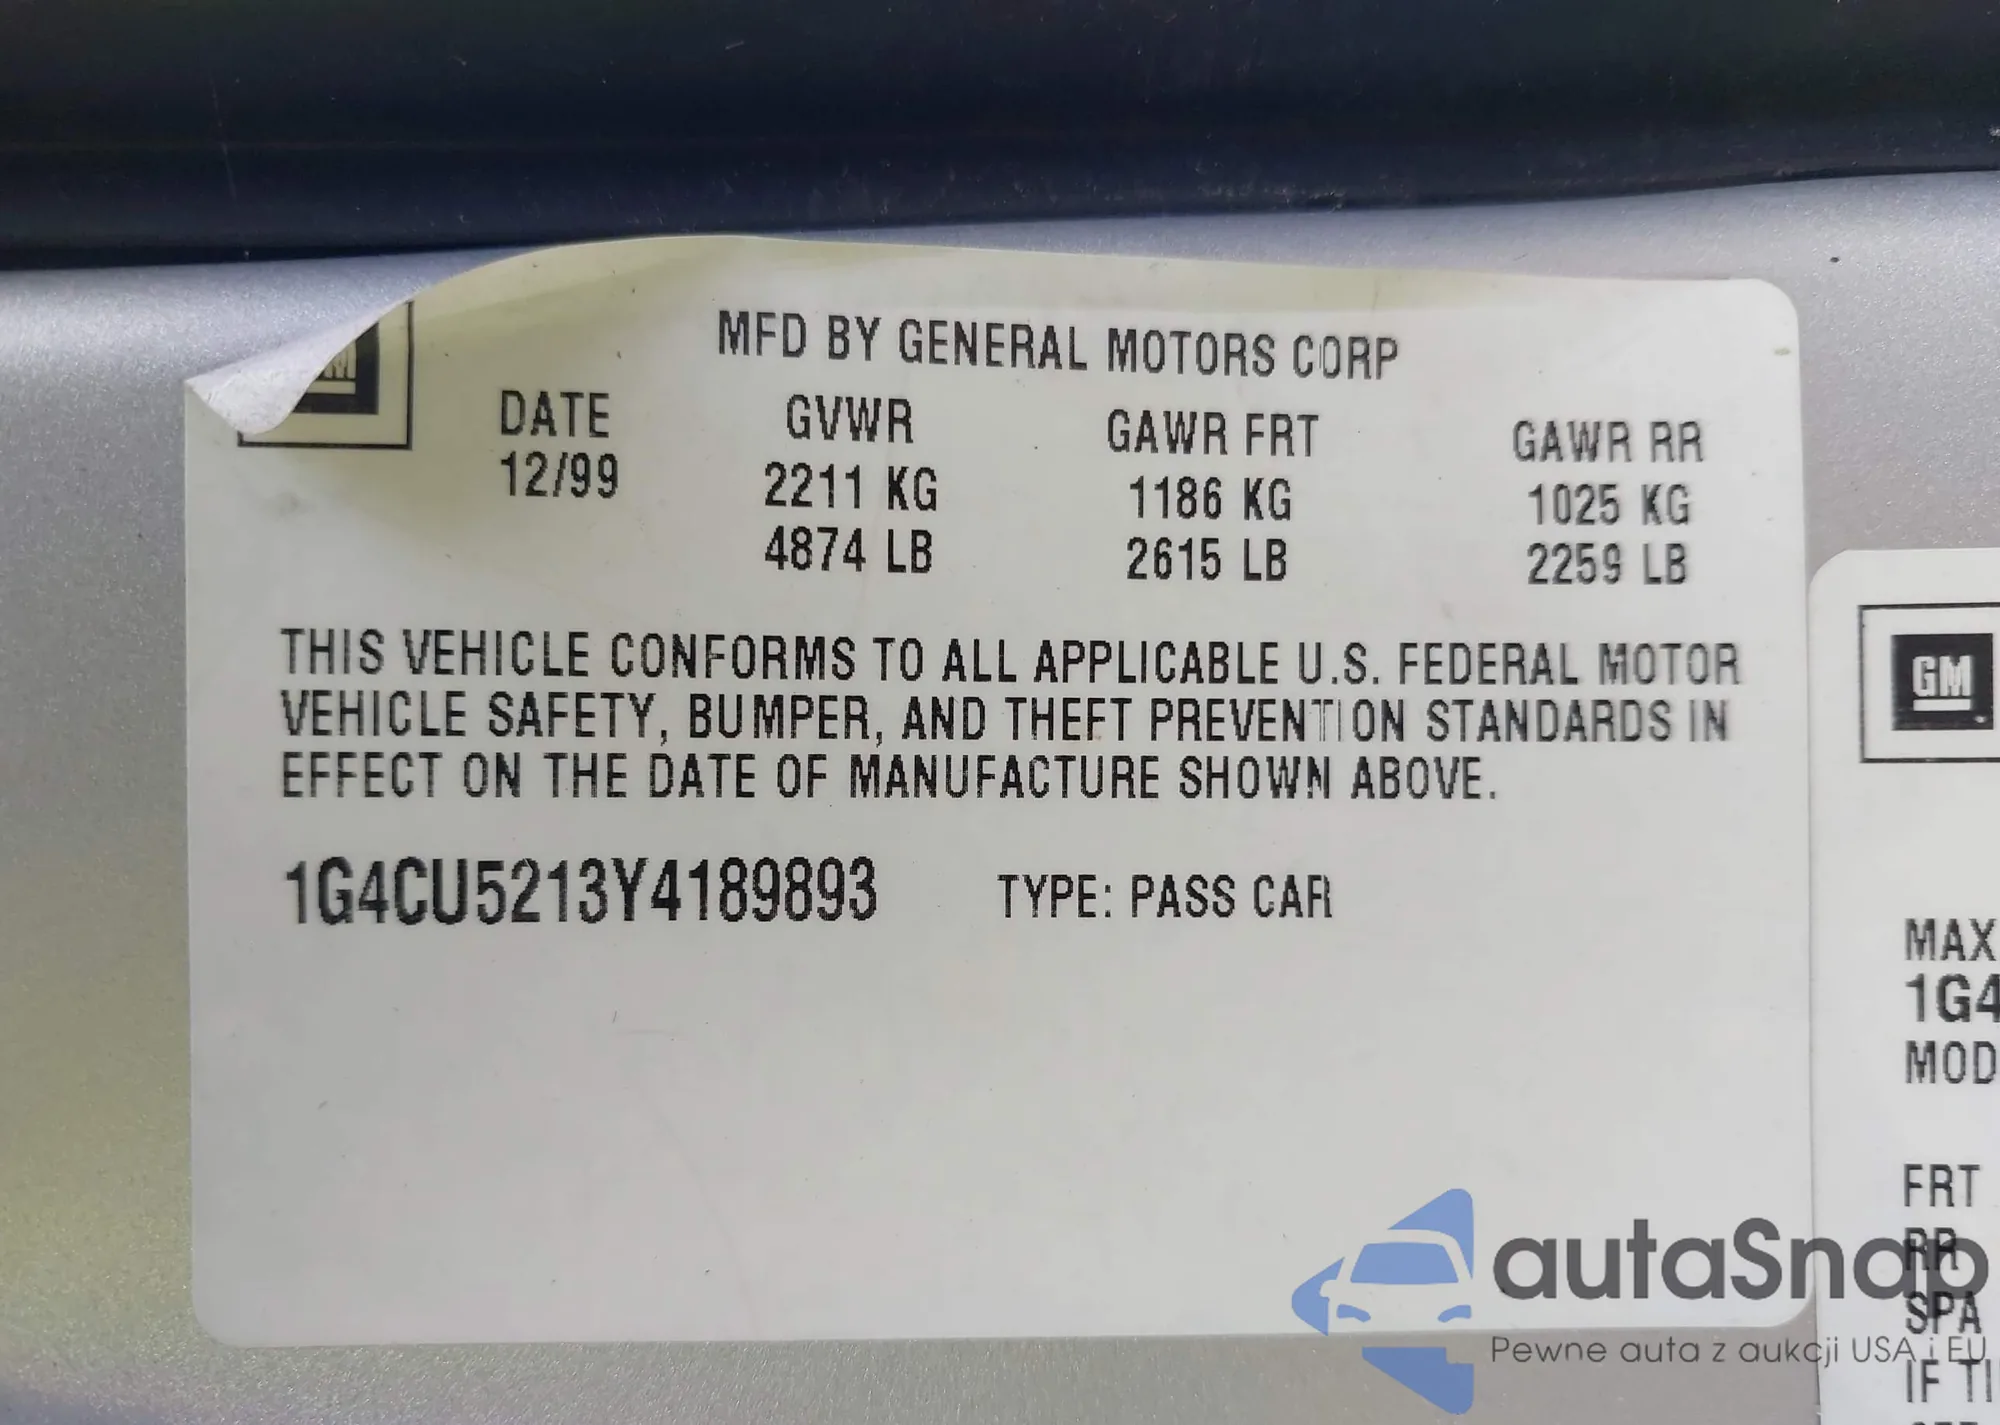 MFD BY GENERAL MOTORS CORP
DATE GVWR GAWR FRT GAWR RR
12/99 2211 KG 1186 KG 1025 KG
4874 LB 2615 LB 2259 LB
THIS VEHICLE CONFORMS TO ALL APPLICABLE U.S. FEDERAL MOTOR
VEHICLE SAFETY, BUMPER, AND THEFT PREVENTION STANDARDS IN
EFFECT ON THE DATE OF MANUFACTURE SHOWN ABOVE.
1G4CU5213Y4189893 TYPE: PASS CAR
GM
MAX
1G4
MOD
FRT
RR
SPA
IF TI
autaSnap
Pewne auta z aukcji USA i EU